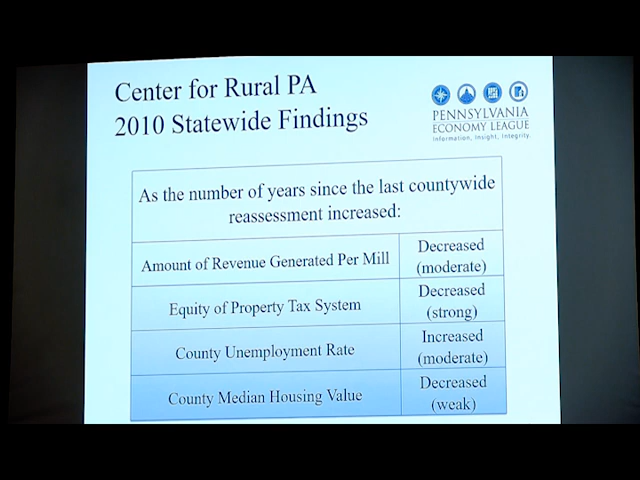 Center for Rural PA
2010 Statewide Findings
PENNSYLVANIA
ECONOMY LEAGUE
Information, Insight, Integrity.
As the number of years since the last countywide
reassessment increased:
Amount of Revenue Generated Per Mill
Decreased
(moderate)
Equity of Property Tax System
Decreased
(strong)
County Unemployment Rate
Increased
(moderate)
County Median Housing Value
Decreased
(weak)